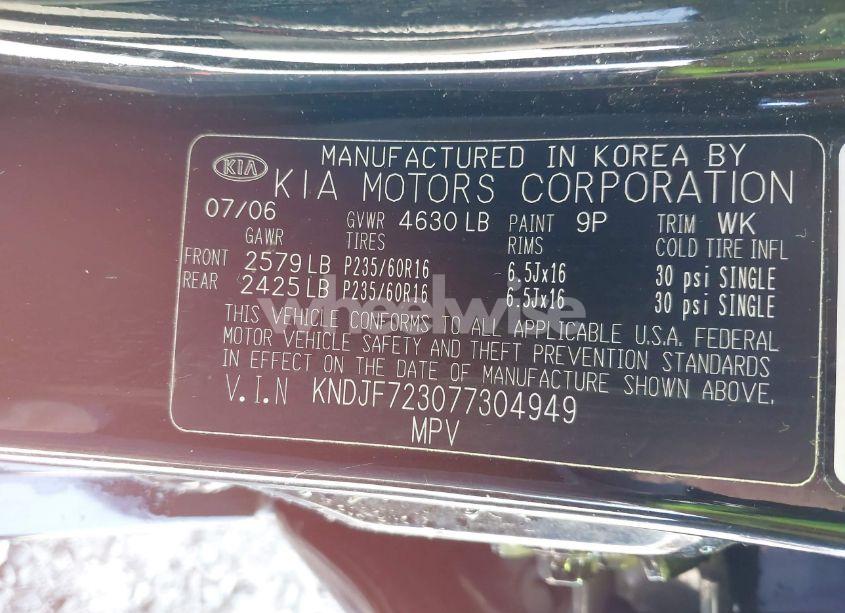 MANUFACTURED IN KOREA BY
KIA KIA MOTORS CORPORATION
07/06 GVWR 4630 LB PAINT 9P TRIM WK
GAWR TIRES RIMS COLD TIRE INFL
FRONT 2579 LB P235/60R16 6.5Jx16 30 psi SINGLE
REAR 2425 LB P235/60R16 6.5Jx16 30 psi SINGLE
wheelwise
THIS VEHICLE CONFORMS TO ALL APPLICABLE U.S.A. FEDERAL
MOTOR VEHICLE SAFETY AND THEFT PREVENTION STANDARDS
IN EFFECT ON THE DATE OF MANUFACTURE SHOWN ABOVE.
V.I.N KNDJF723077304949
MPV